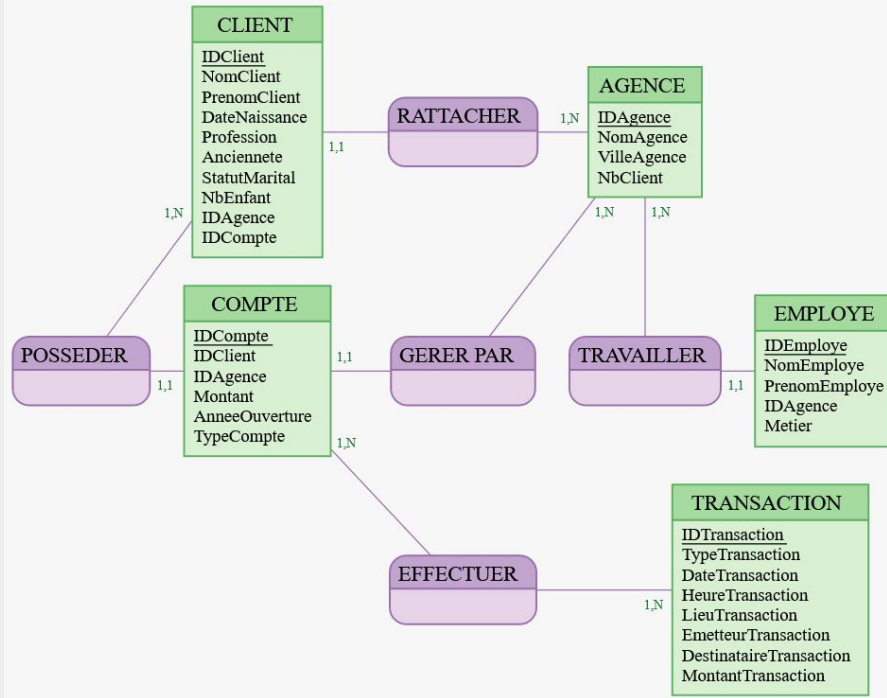 CLIENT
IDClient
NomClient
PrenomClient
DateNaissance
Profession
Anciennete
StatutMarital
NbEnfant
IDAgence
IDCompte
1,1
RATTACHER
1,N
AGENCE
IDAgence
NomAgence
VilleAgence
NbClient
1,N
1,N
1,N
POSSEDER
1,1
COMPTE
IDCompte
IDClient
IDAgence
Montant
AnneeOuverture
TypeCompte
1,1
GERER PAR
TRAVAILLER
1,1
EMPLOYE
IDEmploye
NomEmploye
PrenomEmploye
IDAgence
Metier
1,N
EFFECTUER
1,N
TRANSACTION
IDTransaction
TypeTransaction
DateTransaction
HeureTransaction
LieuTransaction
EmetteurTransaction
DestinataireTransaction
MontantTransaction